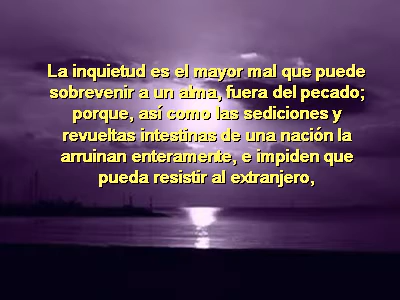 La inquietud es el mayor mal que puede
sobrevenir a un alma, fuera del pecado;
porque, así como las sediciones y
revueltas intestinas de una nación la
arruinan enteramente, e impiden que
pueda resistir al extranjero,